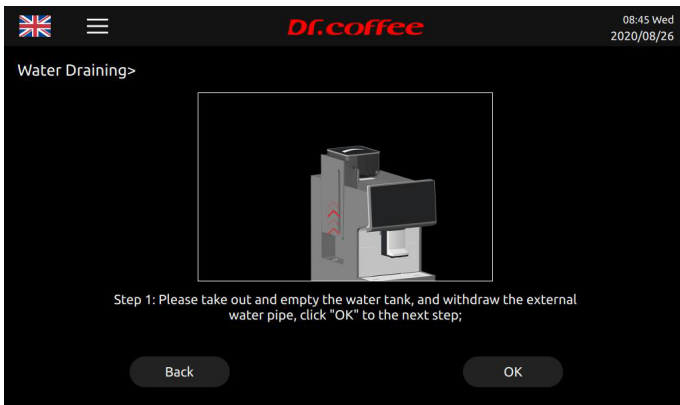 Dr.coffee
08:45 Wed
2020/08/26
Water Draining>
Step 1: Please take out and empty the water tank, and withdraw the external
water pipe, click "OK" to the next step;
Back
OK